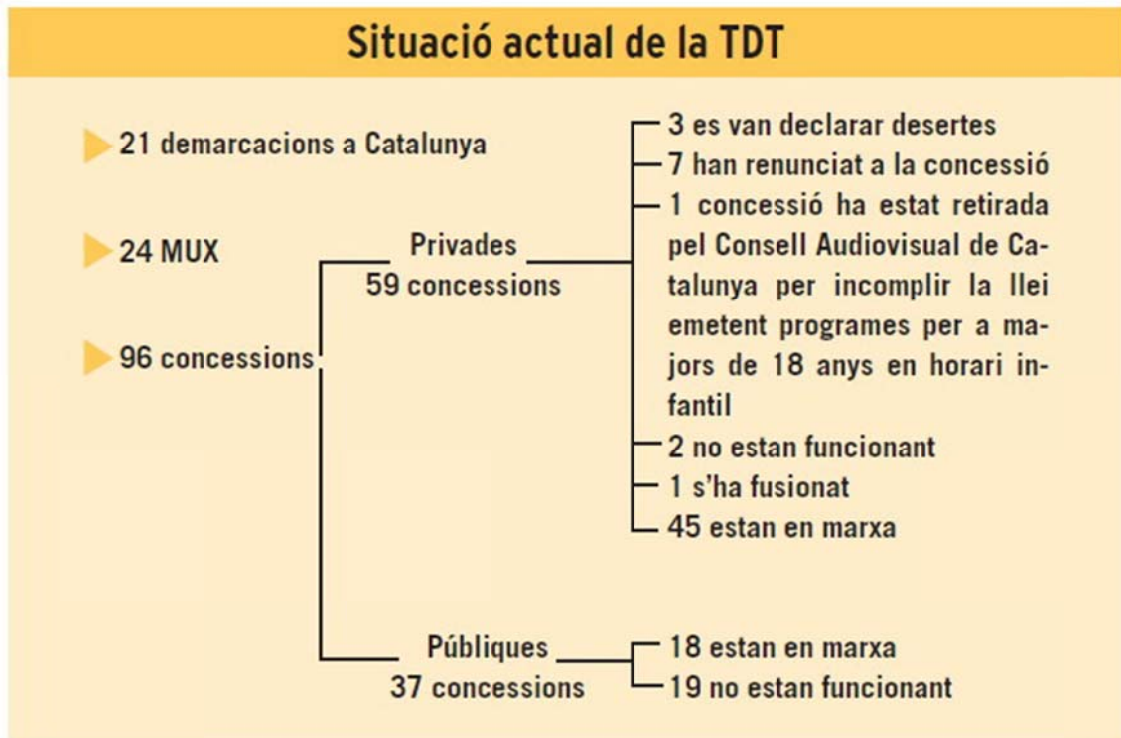 Situació actual de la TDT
21 demarcacions a Catalunya
24 MUX
96 concessions
Privades
59 concessions
3 es van declarar desertes
7 han renunciat a la concessió
1 concessió ha estat retirada
pel Consell Audiovisual de Ca-
talunya per incomplir la llei
emetent programes per a ma-
jors de 18 anys en horari in-
fantil
2 no estan funcionant
1 s'ha fusionat
45 estan en marxa
Públiques
37 concessions
18 estan en marxa
19 no estan funcionant